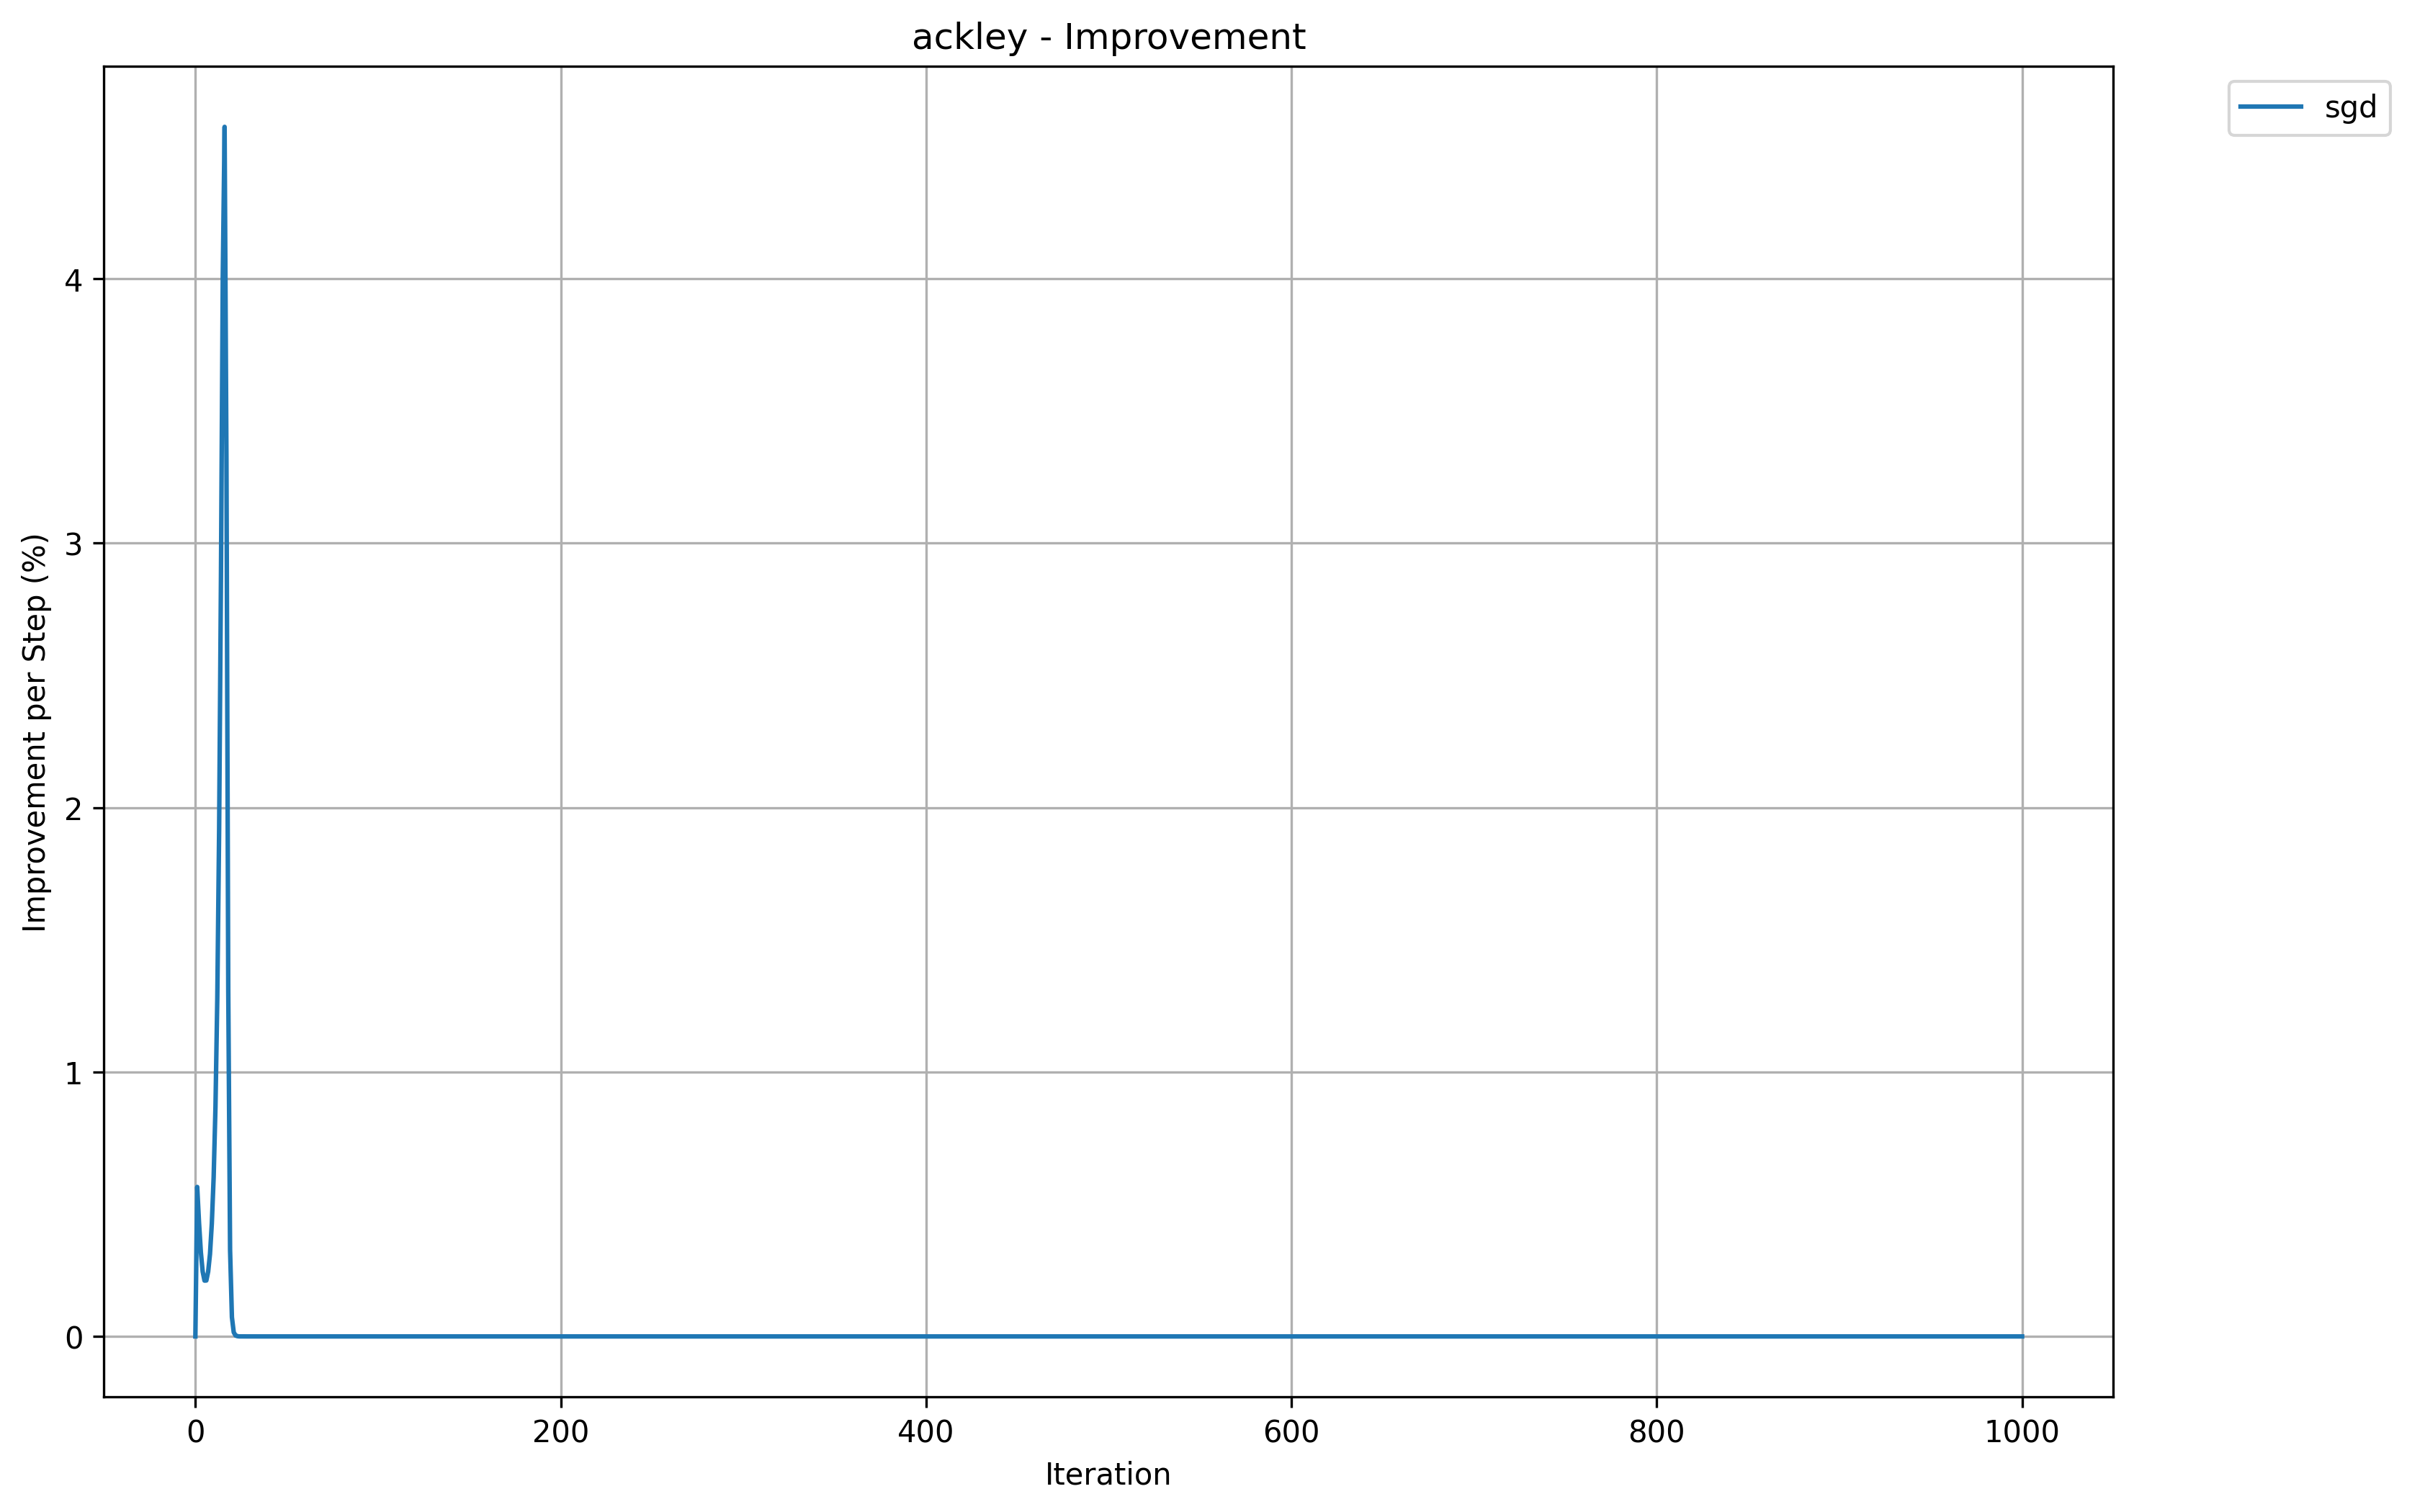 ackley - Improvement
sgd
Improvement per Step (%)
4
3
2
1
0
0 200 400 600 800 1000
Iteration